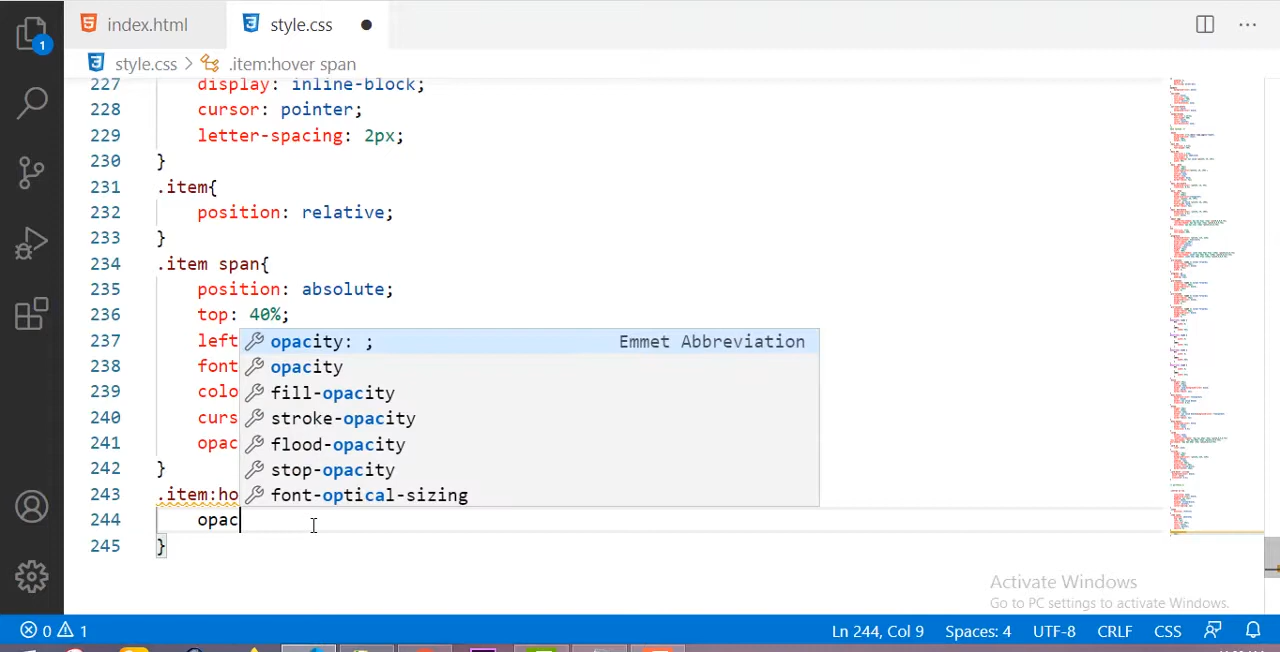 index.html
style.css
style.css > .item:hover span
1
227 display: inline-block;
228 cursor: pointer;
229 letter-spacing: 2px;
230 }
231 .item{
232 position: relative;
233 }
234 .item span{
235 position: absolute;
236 top: 40%;
237 left
238 font
239 colo
240 curs
241 opac
242 }
243 .item:ho
244 opac
245 }
opacity: ; Emmet Abbreviation
opacity
fill-opacity
stroke-opacity
flood-opacity
stop-opacity
font-optical-sizing
Activate Windows
Go to PC settings to activate Windows.
0 1 Ln 244, Col 9 Spaces: 4 UTF-8 CRLF CSS